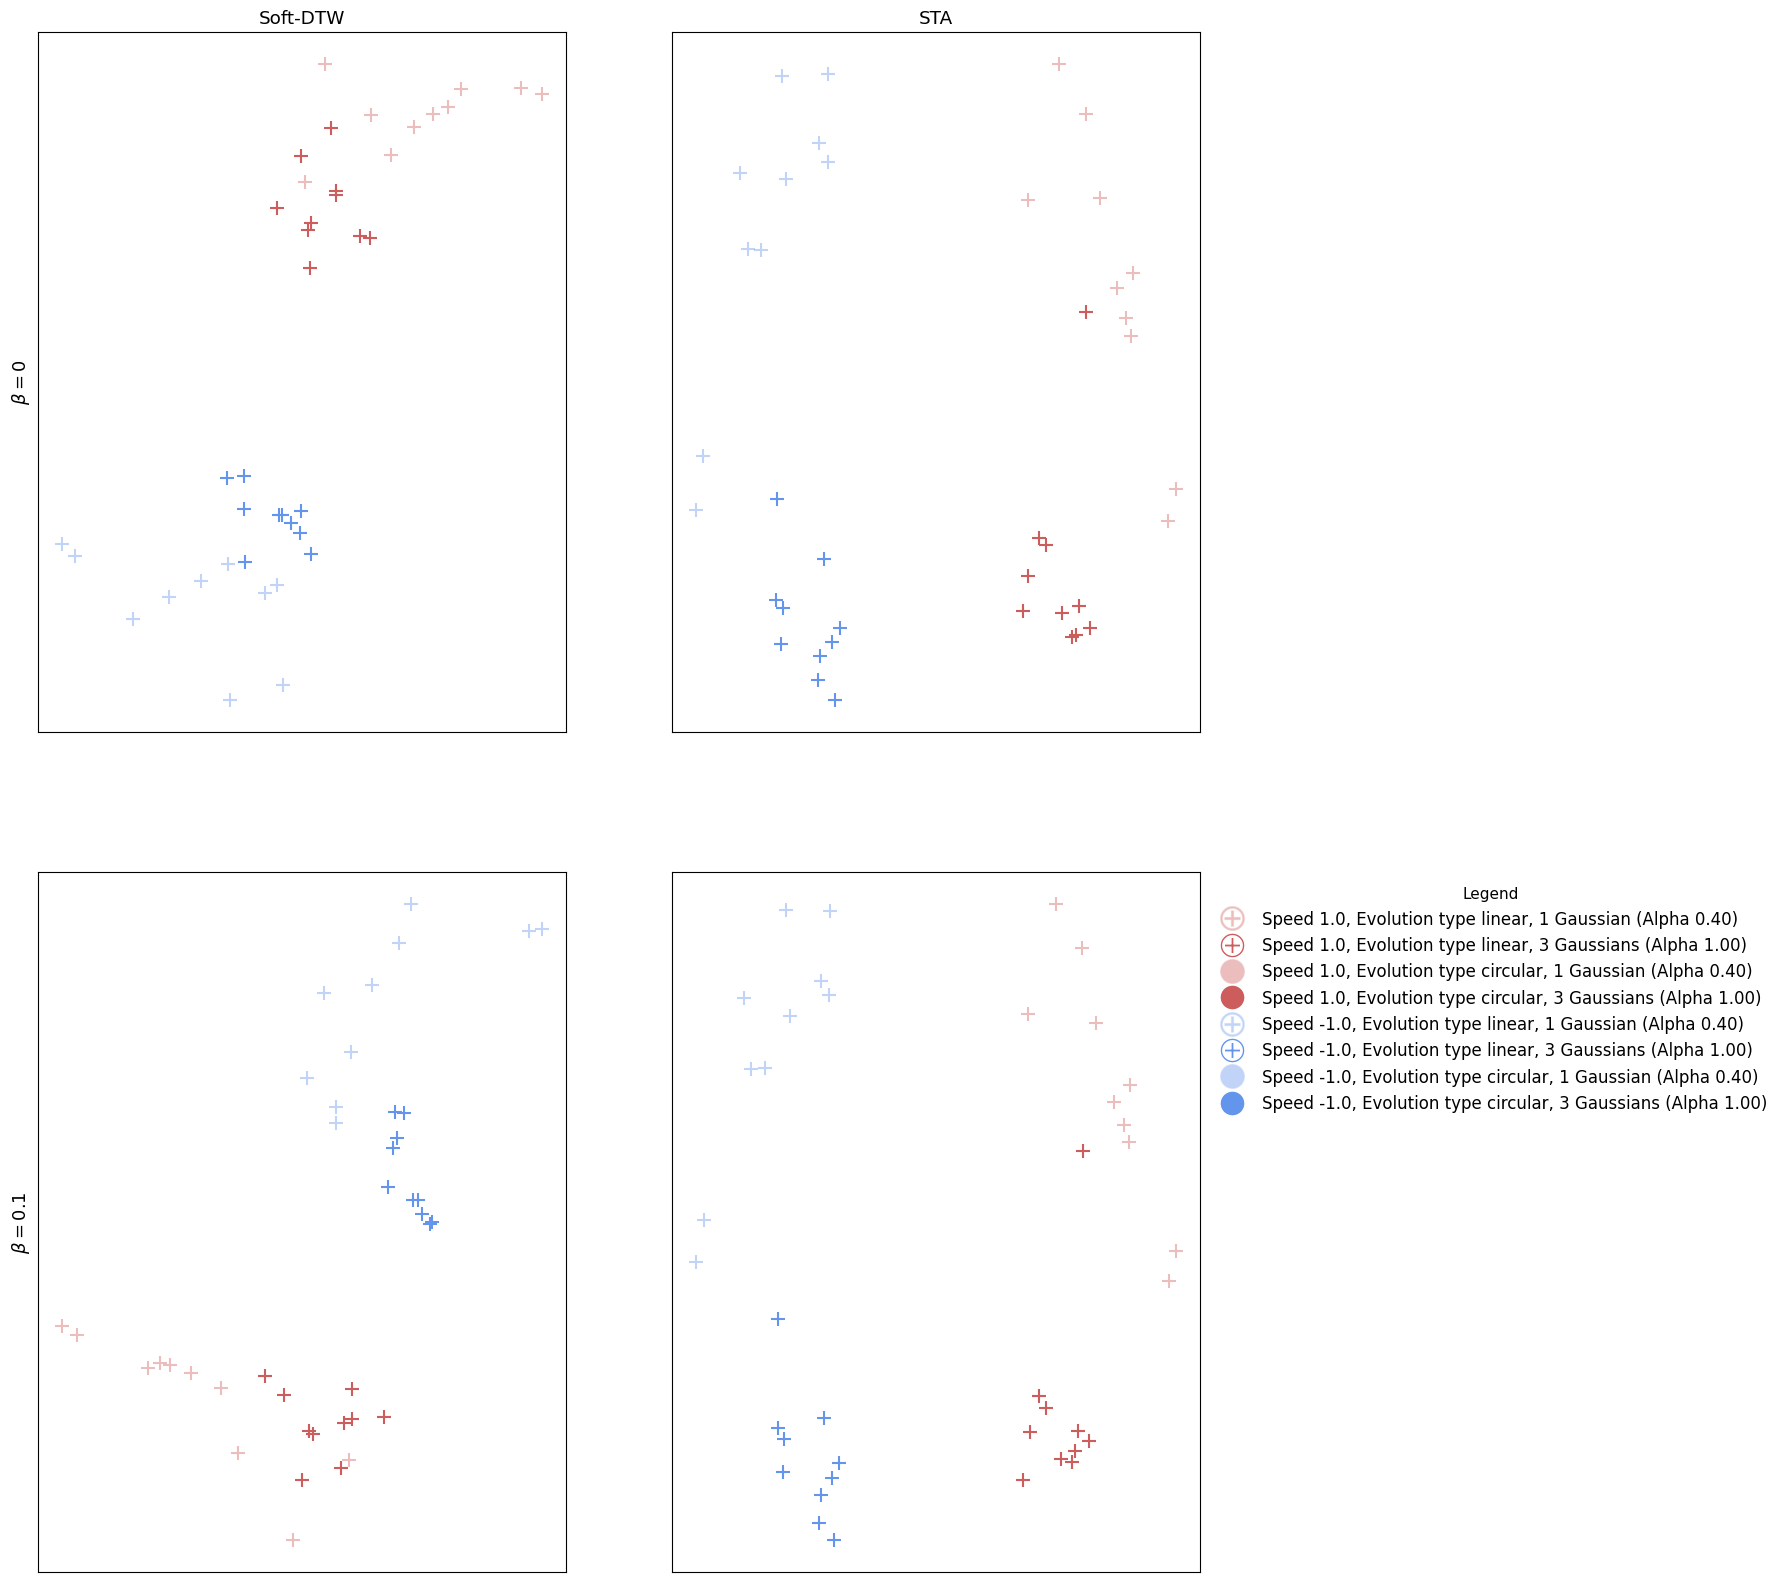 Soft-DTW
STA
β = 0
β = 0.1
Legend
Speed 1.0, Evolution type linear, 1 Gaussian (Alpha 0.40)
Speed 1.0, Evolution type linear, 3 Gaussians (Alpha 1.00)
Speed 1.0, Evolution type circular, 1 Gaussian (Alpha 0.40)
Speed 1.0, Evolution type circular, 3 Gaussians (Alpha 1.00)
Speed -1.0, Evolution type linear, 1 Gaussian (Alpha 0.40)
Speed -1.0, Evolution type linear, 3 Gaussians (Alpha 1.00)
Speed -1.0, Evolution type circular, 1 Gaussian (Alpha 0.40)
Speed -1.0, Evolution type circular, 3 Gaussians (Alpha 1.00)